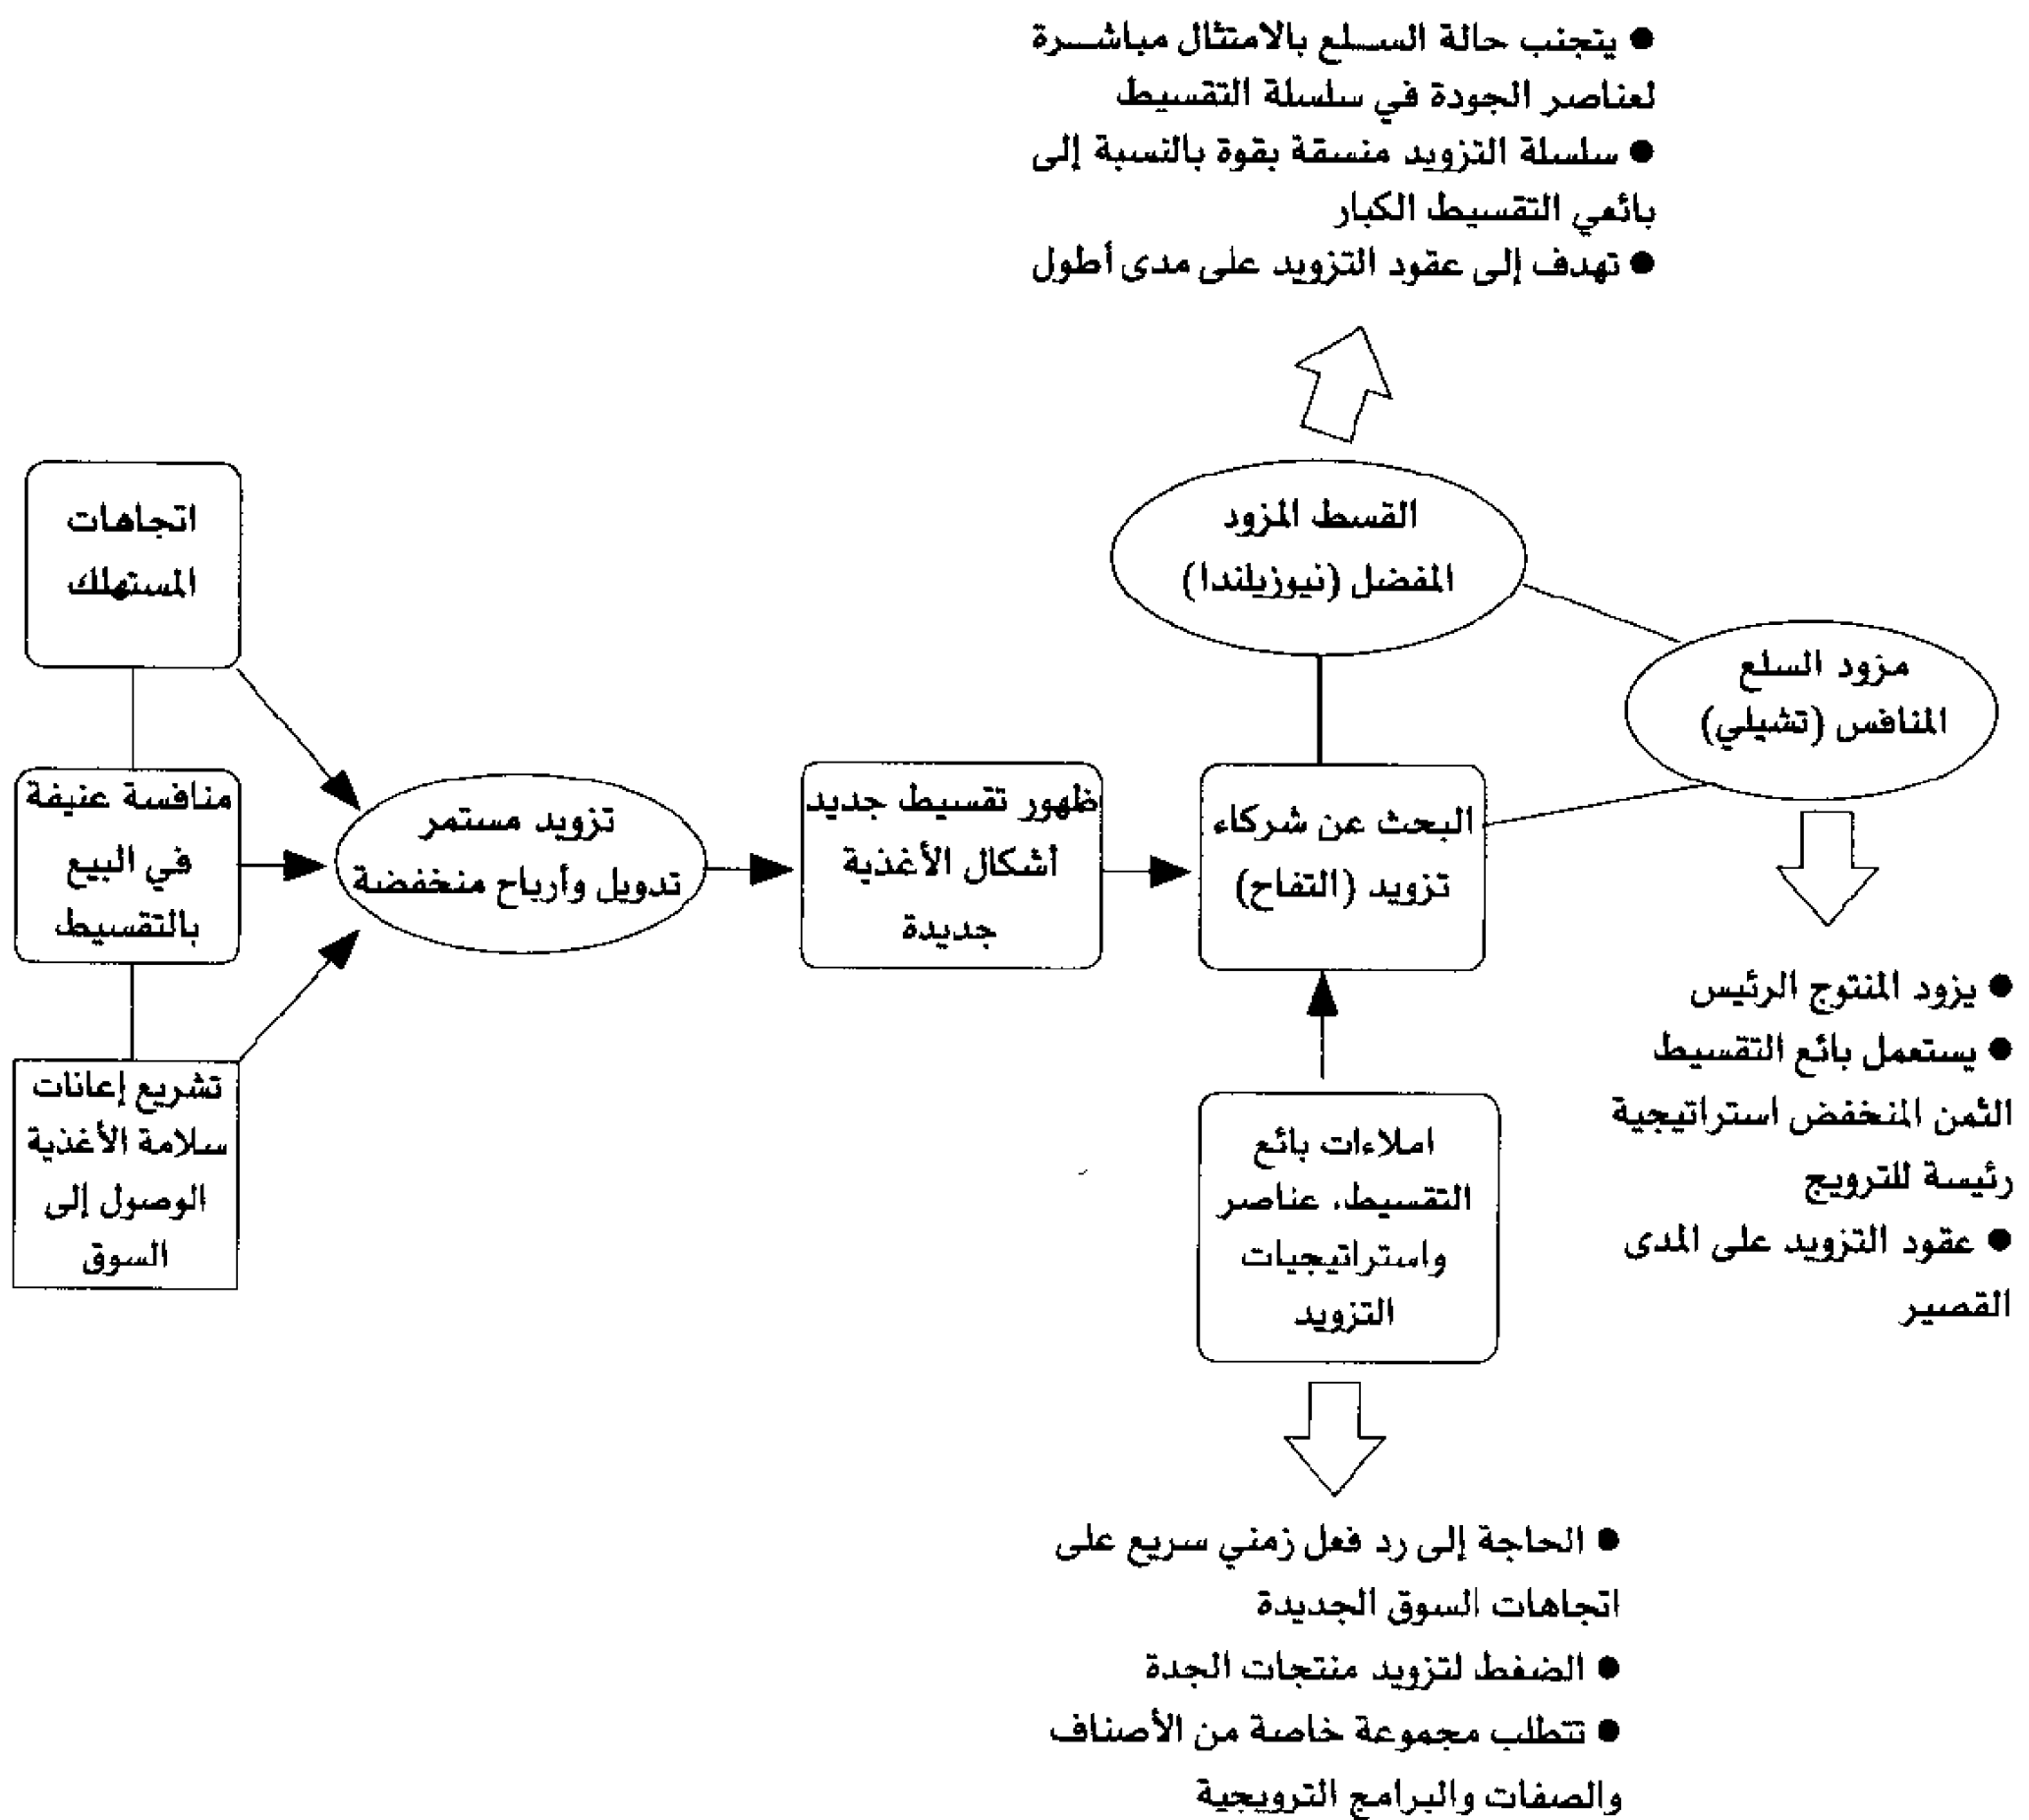 ● يتجنب حالة السلع بالامتثال مباشرة
لعناصر الجودة في سلسلة التقسيط
● سلسلة التزويد منسقة بقوة بالنسبة إلى
بائعي التقسيط الكبار
● تهدف إلى عقود التزويد على مدى أطول
القسط المزود
المفضل (نيوزيلندا)
مزود السلع
المنافس (تشيلي)
اتجاهات
المستهلك
منافسة عنيفة
في البيع
بالتقسيط
تشريع إعانات
سلامة الأغذية
الوصول إلى
السوق
تزويد مستمر
تدويل وأرباح منخفضة
ظهور تقسيط جديد
أشكال الأغذية
جديدة
البحث عن شركاء
تزويد (التفاح)
● يزود المنتوج الرئيس
● يستعمل بائع التقسيط
الثمن المنخفض استراتيجية
رئيسة للترويج
● عقود التزويد على المدى
القصير
املاءات بائع
التقسيط، عناصر
واستراتيجيات
التزويد
● الحاجة إلى رد فعل زمني سريع على
اتجاهات السوق الجديدة
● الضغط لتزويد منتجات الجدة
● تتطلب مجموعة خاصة من الأصناف
والصفات والبرامج الترويجية